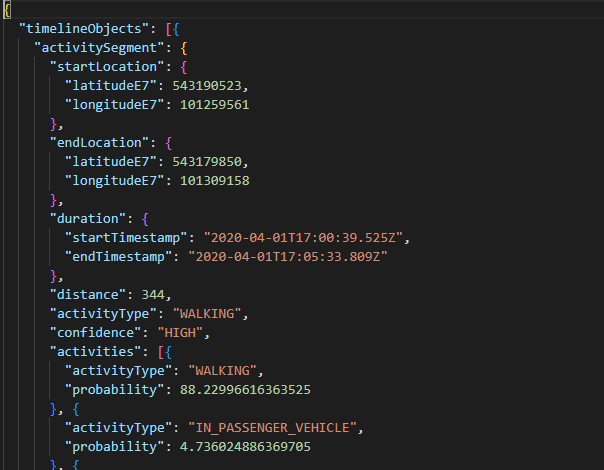 {
"timelineObjects": [{
"activitySegment": {
"startLocation": {
"latitudeE7": 543190523,
"longitudeE7": 101259561
},
"endLocation": {
"latitudeE7": 543179850,
"longitudeE7": 101309158
},
"duration": {
"startTimestamp": "2020-04-01T17:00:39.525Z",
"endTimestamp": "2020-04-01T17:05:33.809Z"
},
"distance": 344,
"activityType": "WALKING",
"confidence": "HIGH",
"activities": [{
"activityType": "WALKING",
"probability": 88.22996616363525
}, {
"activityType": "IN_PASSENGER_VEHICLE",
"probability": 4.736024886369705
}, {